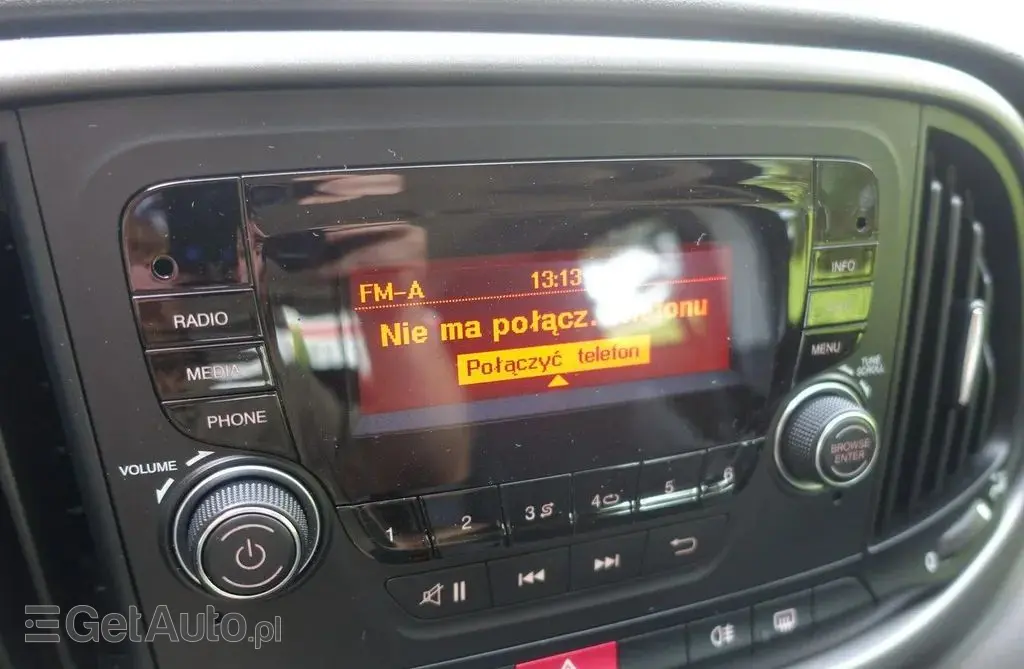 INFO
RADIO
FM-A 13:13
Nie ma połącz.
Połączyć telefon
MEDIA
MENU
TUNE
SCROLL
PHONE
VOLUME
BROWSE
ENTER
1 2 3 4 5 6
GetAuto.pl